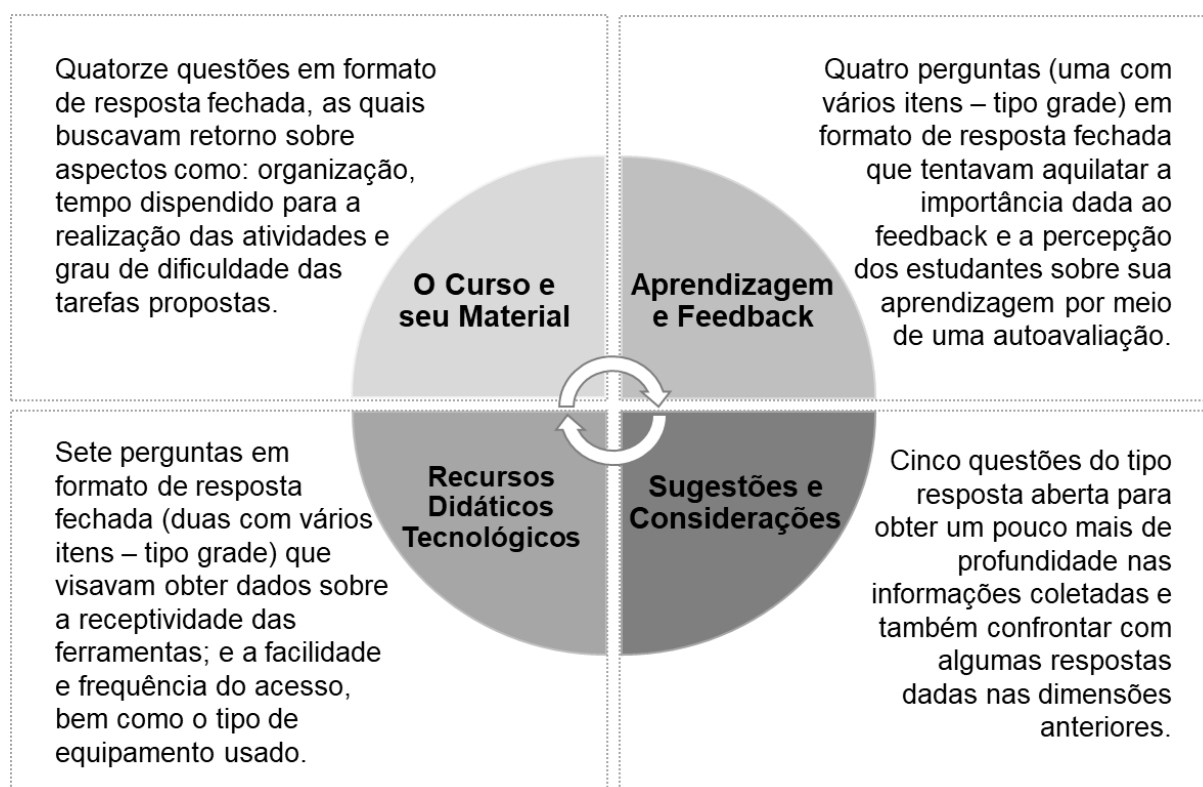 Quatorze questões em formato
de resposta fechada, as quais
buscavam retorno sobre
aspectos como: organização,
tempo dispendido para a
realização das atividades e
grau de dificuldade das
tarefas propostas.
O Curso e
seu Material
Quatro perguntas (uma com
vários itens – tipo grade) em
formato de resposta fechada
que tentavam aquilatar a
importância dada ao
feedback e a percepção
dos estudantes sobre sua
aprendizagem por meio
de uma autoavaliação.
Aprendizagem
e Feedback
Sete perguntas em
formato de resposta
fechada (duas com vários
itens – tipo grade) que
visavam obter dados sobre
a receptividade das
ferramentas; e a facilidade
e frequência do acesso,
bem como o tipo de
equipamento usado.
Recursos
Didáticos
Tecnológicos
Sugestões e
Considerações
Cinco questões do tipo
resposta aberta para
obter um pouco mais de
profundidade nas
informações coletadas e
também confrontar com
algumas respostas
dadas nas dimensões
anteriores.